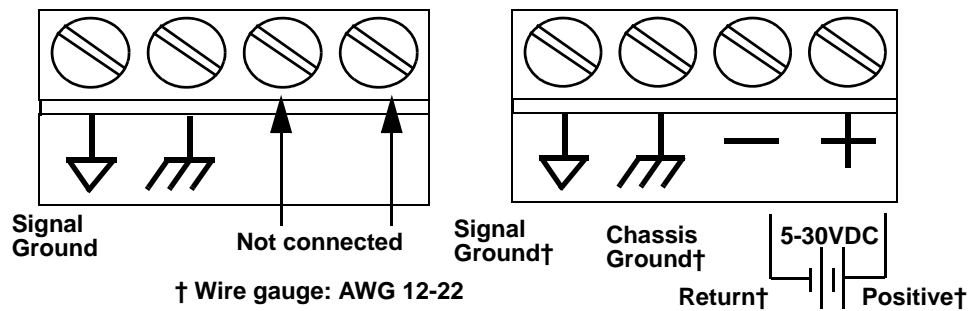 Signal
Ground
Not connected
† Wire gauge: AWG 12-22
Signal
Ground†
Chassis
Ground†
5-30VDC
Return†
Positive†